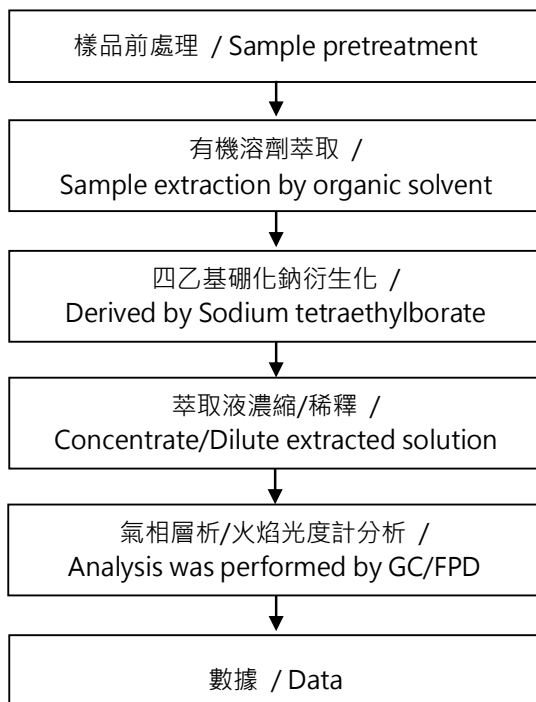 樣品前處理 / Sample pretreatment
有機溶劑萃取 /
Sample extraction by organic solvent
四乙基硼化鈉衍生化 /
Derived by Sodium tetraethylborate
萃取液濃縮/稀釋 /
Concentrate/Dilute extracted solution
氣相層析/火焰光度計分析 /
Analysis was performed by GC/FPD
數據 / Data